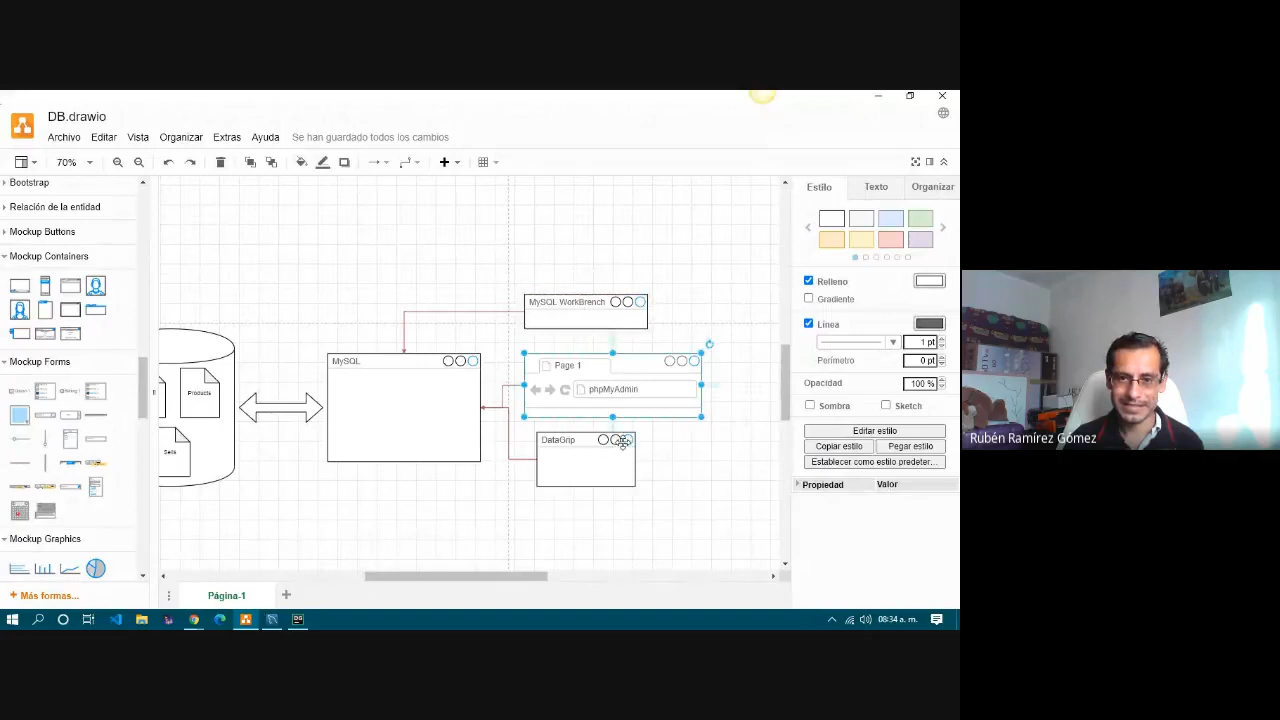 DB.drawio
Archivo Editar Vista Organizar Extras Ayuda Se han guardado todos los cambios
70%
Bootstrap
Relación de la entidad
Mockup Buttons
Mockup Containers
Mockup Forms
Mockup Graphics
+ Más formas...
Products
Sells
MySQL
MySQL WorkBrench
Page 1
phpMyAdmin
DataGrip
Página-1
Estilo Texto Organizar
Relleno
Gradiente
Línea
1 pt
Perímetro
0 pt
Opacidad
100 %
Sombra
Sketch
Editar estilo
Copiar estilo
Pegar estilo
Establecer como estilo predeter...
Propiedad Valor
08:34 a. m.
Rubén Ramírez Gómez